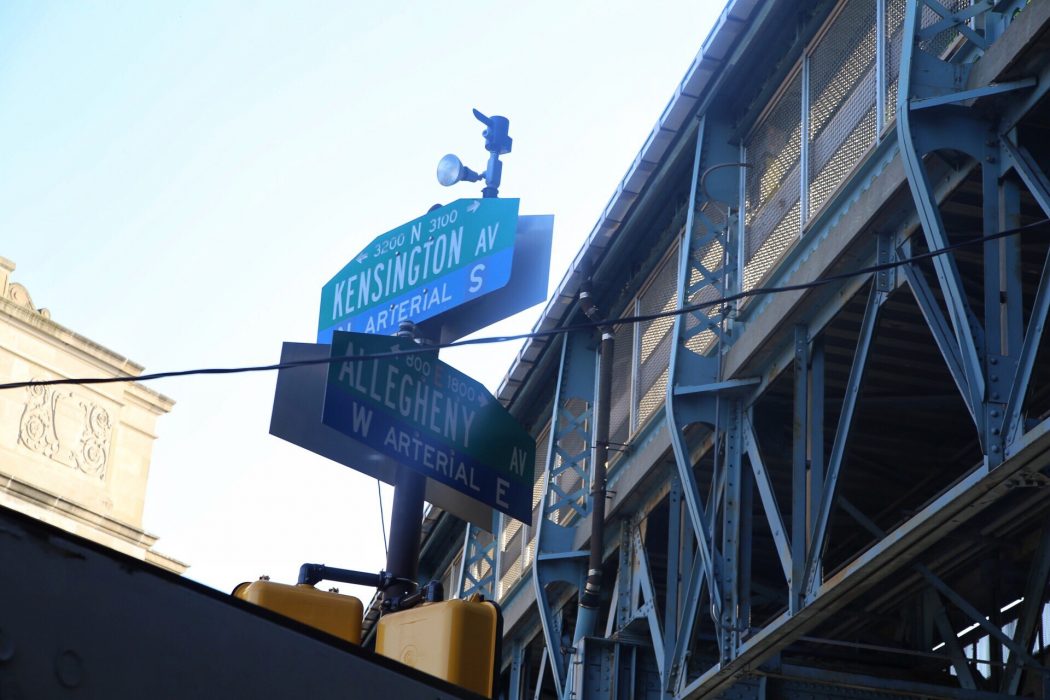 ← 3200 N 3100 →
KENSINGTON AV
N ARTERIAL S
800 E 1800 →
ALLEGHENY AV
W ARTERIAL E